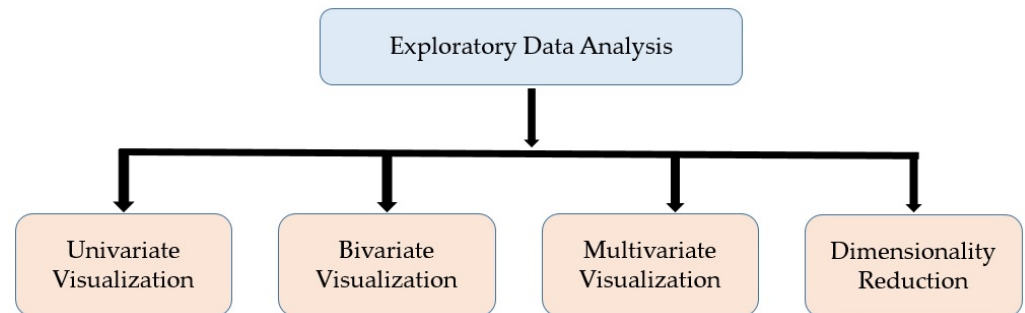 Exploratory Data Analysis
Univariate
Visualization
Bivariate
Visualization
Multivariate
Visualization
Dimensionality
Reduction